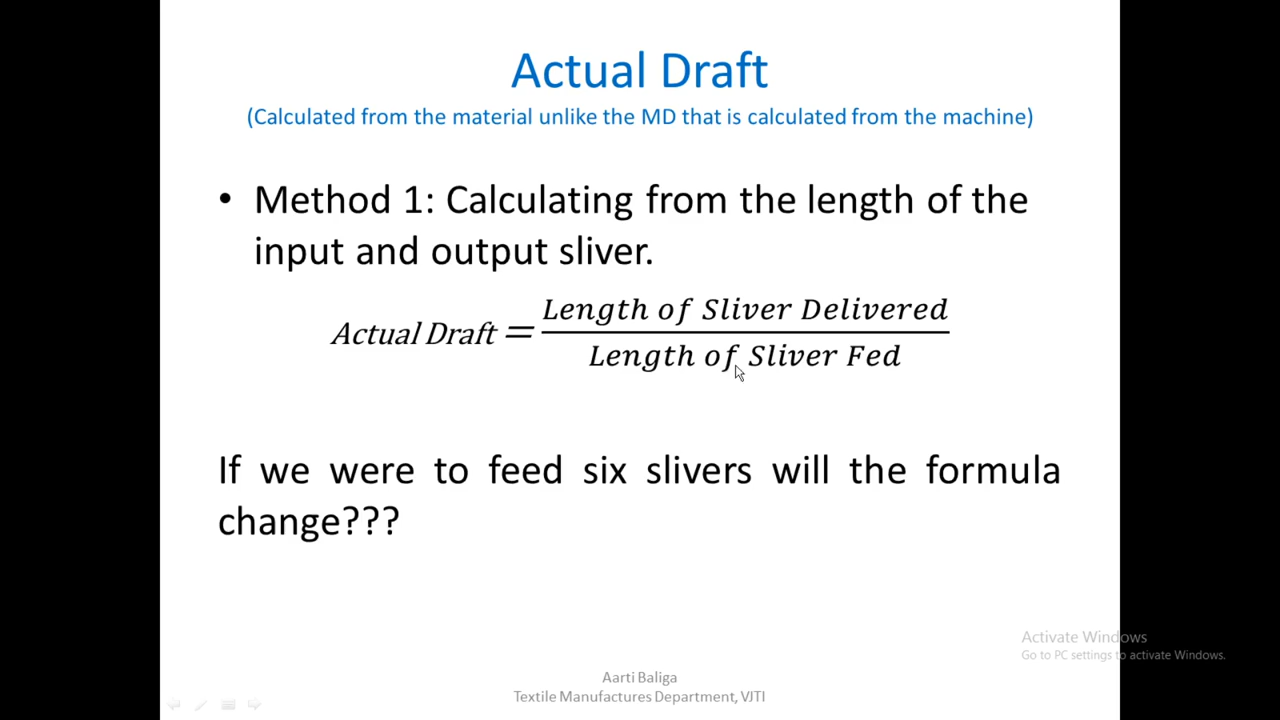 Actual Draft
(Calculated from the material unlike the MD that is calculated from the machine)
• Method 1: Calculating from the length of the
input and output sliver.
Actual Draft = Length of Sliver Delivered / Length of Sliver Fed
If we were to feed six slivers will the formula
change???
Activate Windows
Go to PC settings to activate Windows.
Aarti Baliga
Textile Manufactures Department, VJTI